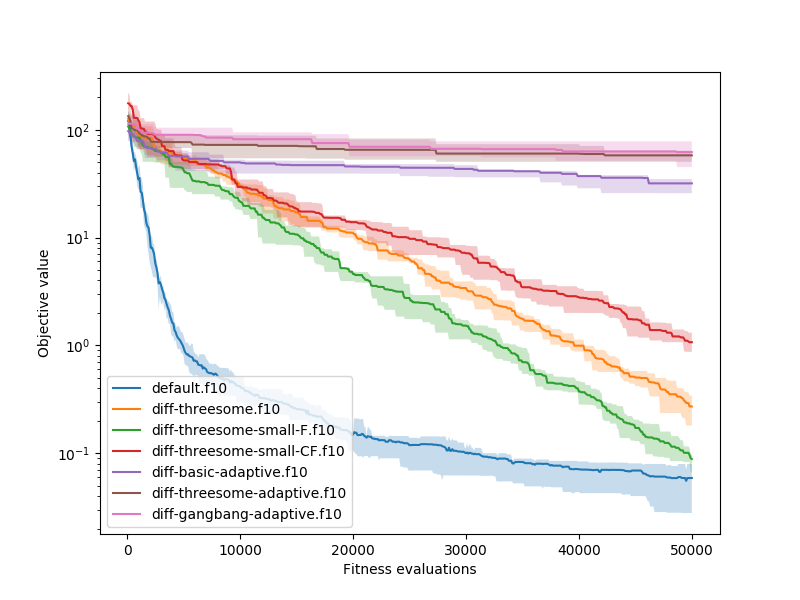 Objective value
10²
10¹
10⁰
10⁻¹
default.f10
diff-threesome.f10
diff-threesome-small-F.f10
diff-threesome-small-CF.f10
diff-basic-adaptive.f10
diff-threesome-adaptive.f10
diff-gangbang-adaptive.f10
0 10000 20000 30000 40000 50000
Fitness evaluations